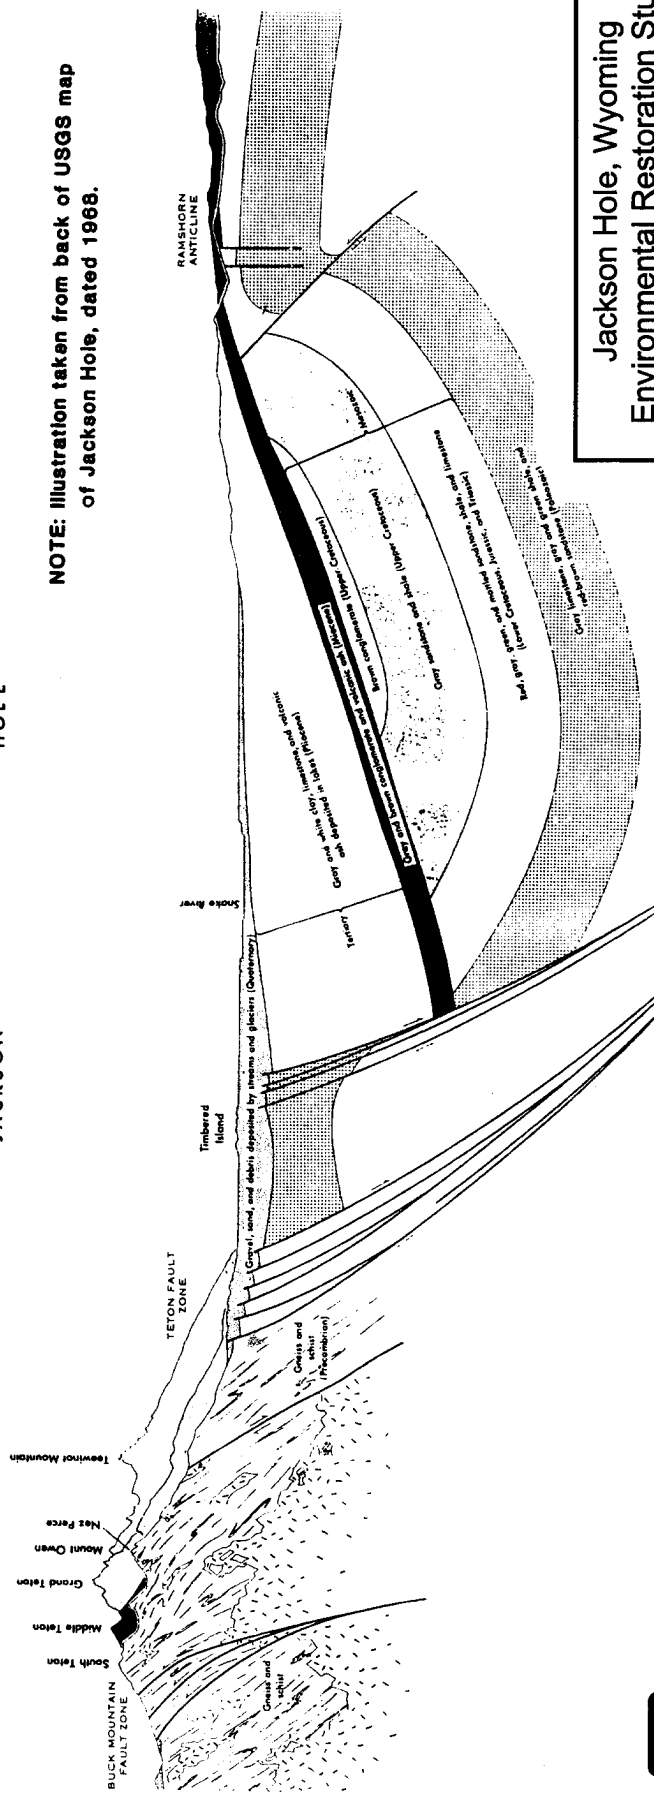 NOTE: Illustration taken from back of USGS map
of Jackson Hole, dated 1968.
BUCK MOUNTAIN
FAULT ZONE
South Teton
Middle Teton
Grand Teton
Mount Owen
Nez Perce
Teewinot Mountain
TETON FAULT
ZONE
Timbered
Island
Snake River
RAMSHORN
ANTICLINE
Gneiss and
schist
Gneiss and
schist
(Precambrian)
Gravel, sand, and debris deposited by streams and glaciers (Quaternary)
Tertiary
Gray and white clay, limestone, and volcanic
ash deposited in lakes (Pliocene)
Gray and brown conglomerate and volcanic ash (Miocene)
Brown conglomerate (Upper Cretaceous)
Gray sandstone and shale (Upper Cretaceous)
Mesozoic
Red, gray, green, and mottled sandstone, shale, and limestone
(Lower Cretaceous, Jurassic, and Triassic)
Gray limestone, gray and green shale, and
red-brown sandstone (Paleozoic)
Jackson Hole, Wyoming
Environmental Restoration